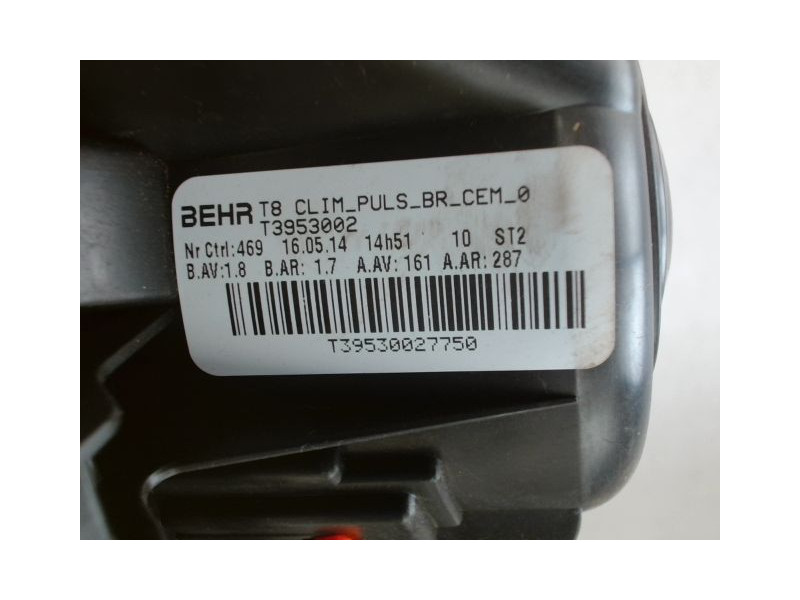 BEHR T8 CLIM_PULS_BR_CEM_0
T3953002
Nr Ctrl:469 16.05.14 14h51 10 ST2
B.AV:1.8 B.AR: 1.7 A.AV: 161 A.AR: 287
T39530027750